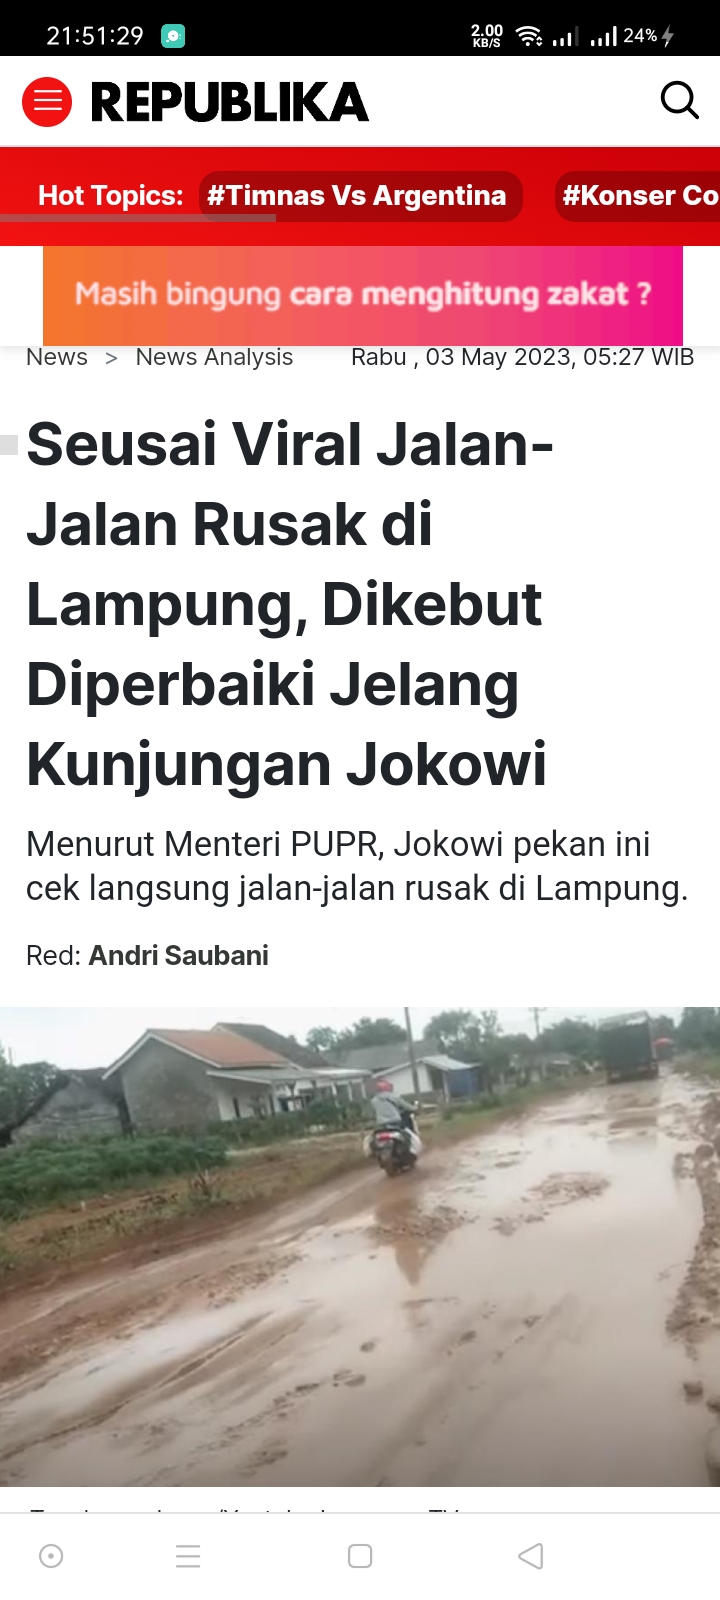 21:51:29
2.00 KB/S
24%
REPUBLIKA
Hot Topics: #Timnas Vs Argentina #Konser Co
Masih bingung cara menghitung zakat ?
News > News Analysis Rabu , 03 May 2023, 05:27 WIB
Seusai Viral Jalan-
Jalan Rusak di
Lampung, Dikebut
Diperbaiki Jelang
Kunjungan Jokowi
Menurut Menteri PUPR, Jokowi pekan ini
cek langsung jalan-jalan rusak di Lampung.
Red: Andri Saubani